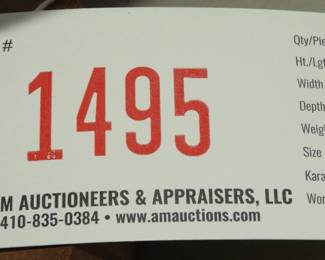 #
1495
M AUCTIONEERS & APPRAISERS, LLC
410-835-0384 • www.amauctions.com
Qty/Pie
Ht./Lgt
Width
Depth
Weig
Size
Kara
Wor